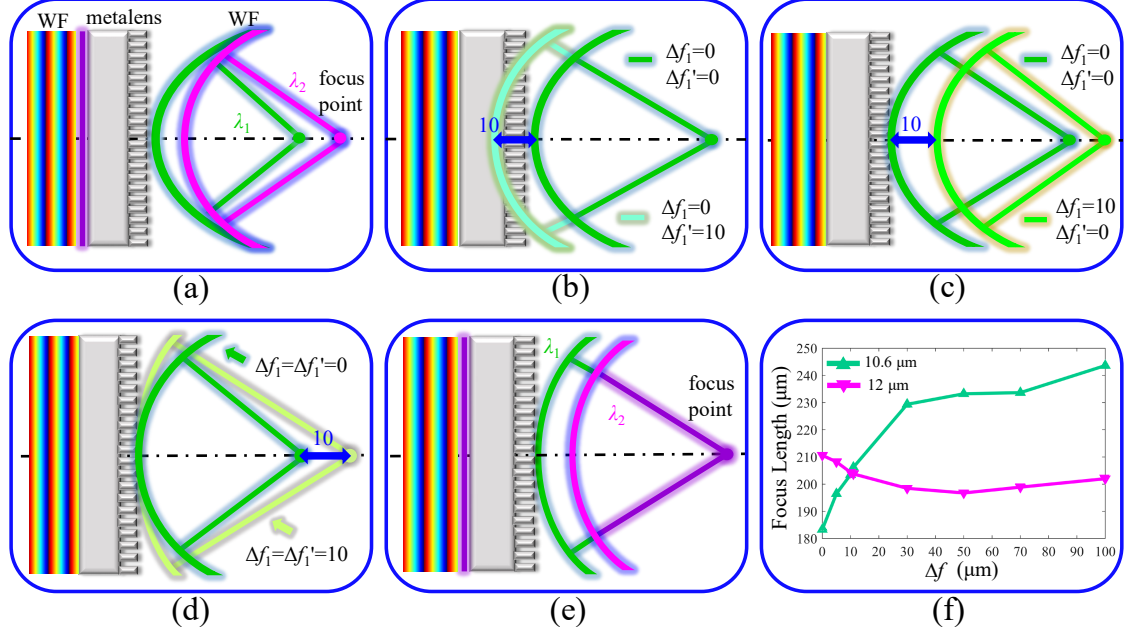 WF metalens WF
λ₂ focus
point
λ₁
(a)
Δf₁=0
Δf₁'=0
10
Δf₁=0
Δf₁'=10
(b)
Δf₁=0
Δf₁'=0
10
Δf₁=10
Δf₁'=0
(c)
Δf₁=Δf₁'=0
10
Δf₁=Δf₁'=10
(d)
λ₁
focus
point
λ₂
(e)
250
240
230
220
210
200
190
180
0 10 20 30 40 50 60 70 80 90 100
Focus Length (μm)
Δf (μm)
10.6 μm
12 μm
(f)